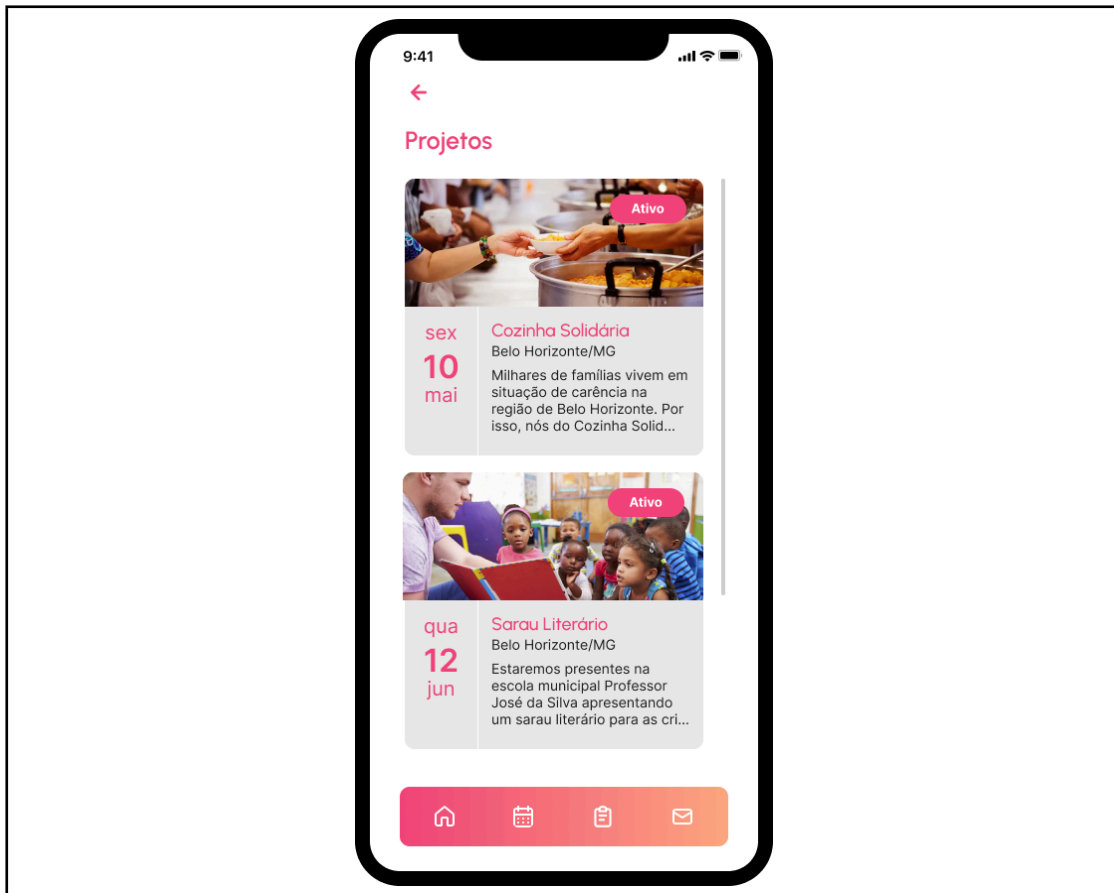 9:41
Projetos
Ativo
sex
10
mai
Cozinha Solidária
Belo Horizonte/MG
Milhares de famílias vivem em
situação de carência na
região de Belo Horizonte. Por
isso, nós do Cozinha Solid...
Ativo
qua
12
jun
Sarau Literário
Belo Horizonte/MG
Estaremos presentes na
escola municipal Professor
José da Silva apresentando
um sarau literário para as cri...